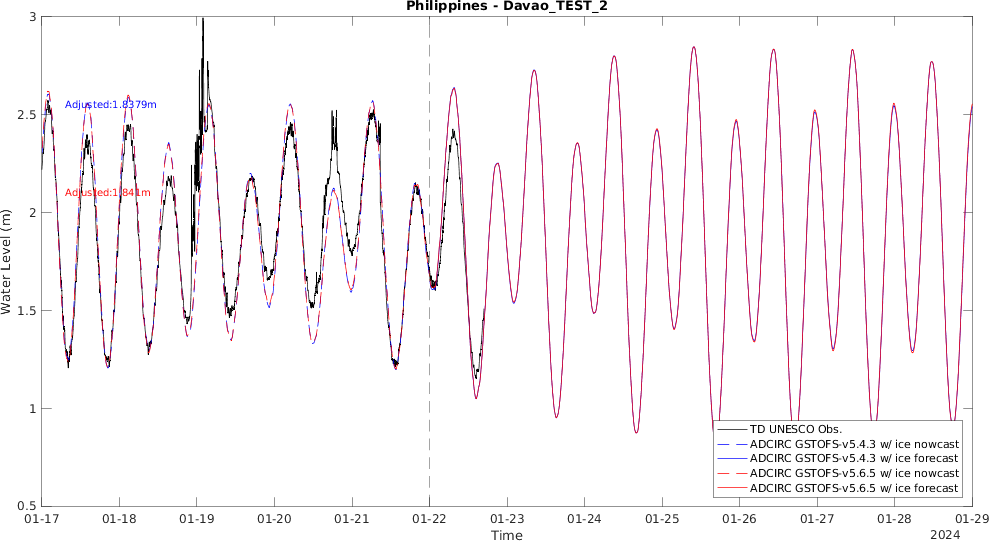 Philippines - Davao_TEST_2
3
2.5
2
1.5
1
0.5
Water Level (m)
Adjusted:1.8379m
Adjusted:1.841m
TD UNESCO Obs.
ADCIRC GSTOFS-v5.4.3 w/ ice nowcast
ADCIRC GSTOFS-v5.4.3 w/ ice forecast
ADCIRC GSTOFS-v5.6.5 w/ ice nowcast
ADCIRC GSTOFS-v5.6.5 w/ ice forecast
01-17 01-18 01-19 01-20 01-21 01-22 01-23 01-24 01-25 01-26 01-27 01-28 01-29
Time
2024